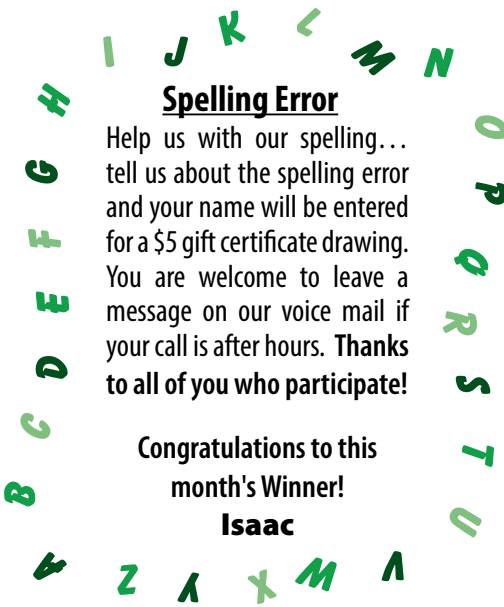 A B C D E F G H I J K L M N O P Q R S T U V W X Y Z
Spelling Error
Help us with our spelling...
tell us about the spelling error
and your name will be entered
for a $5 gift certificate drawing.
You are welcome to leave a
message on our voice mail if
your call is after hours. Thanks
to all of you who participate!
Congratulations to this
month's Winner!
Isaac